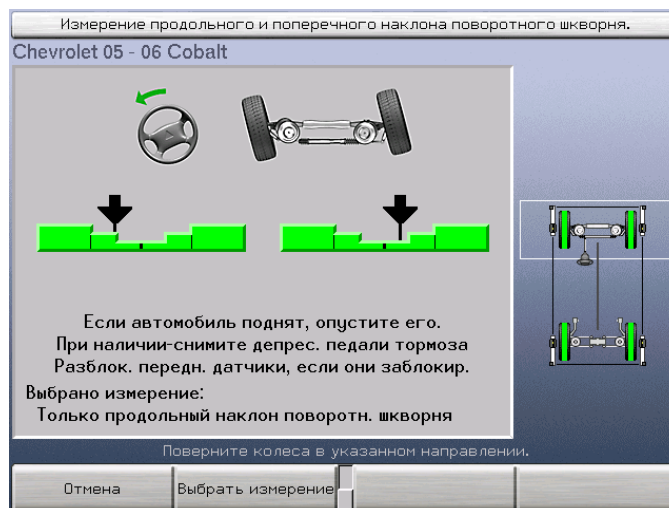 Измерение продольного и поперечного наклона поворотного шкворня.
Chevrolet 05 - 06 Cobalt
Если автомобиль поднят, опустите его.
При наличии-снимите депрес. педали тормоза
Разблок. передн. датчики, если они заблокир.
Выбрано измерение:
Только продольный наклон поворотн. шкворня
Поверните колеса в указанном направлении.
Отмена
Выбрать измерение